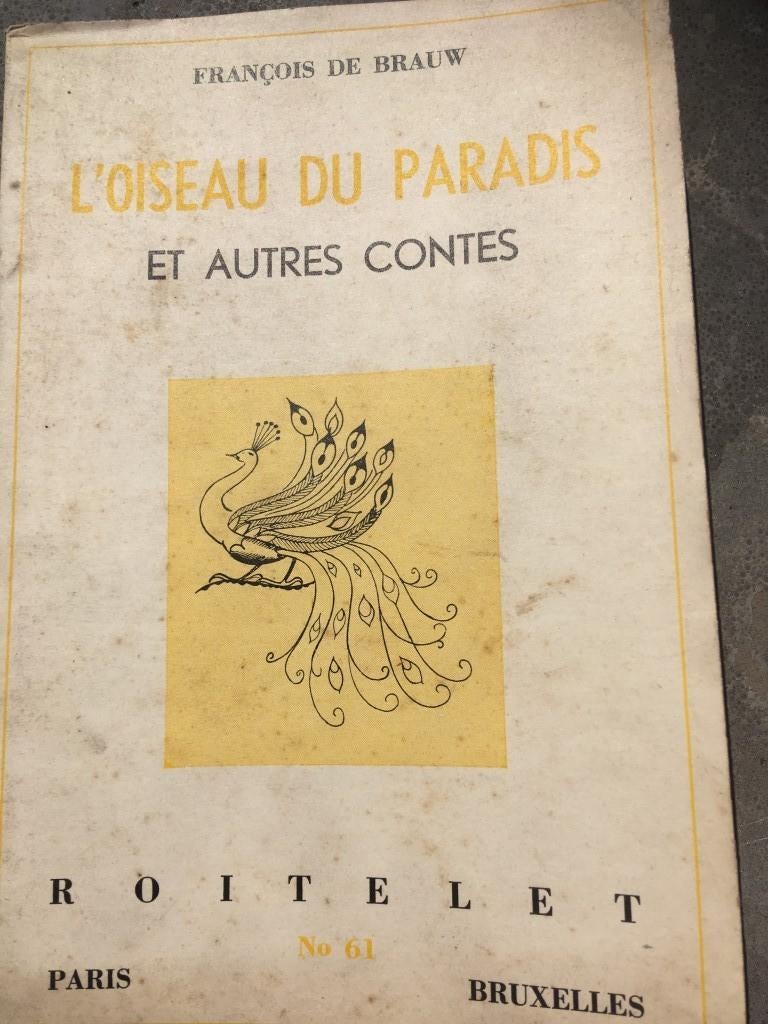 FRANÇOIS DE BRAUW
L'OISEAU DU PARADIS
ET AUTRES CONTES
ROITELET
No 61
PARIS
BRUXELLES